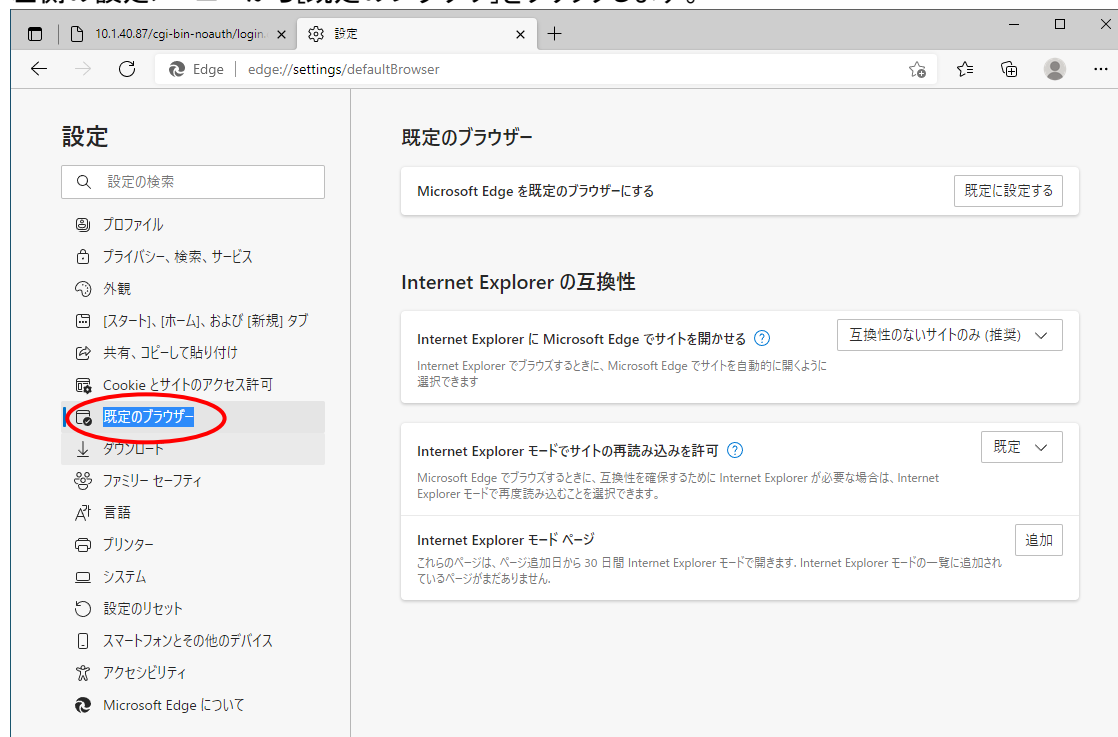 10.1.40.87/cgi-bin-noauth/login.
設定
Edge
edge://settings/defaultBrowser
設定
設定の検索
プロファイル
プライバシー、検索、サービス
外観
[スタート]、[ホーム]、および [新規] タブ
共有、コピーして貼り付け
Cookie とサイトのアクセス許可
既定のブラウザー
ダウンロード
ファミリー セーフティ
言語
プリンター
システム
設定のリセット
スマートフォンとその他のデバイス
アクセシビリティ
Microsoft Edge について
既定のブラウザー
Microsoft Edge を既定のブラウザーにする
既定に設定する
Internet Explorer の互換性
Internet Explorer に Microsoft Edge でサイトを開かせる
互換性のないサイトのみ (推奨)
Internet Explorer でブラウズするときに、Microsoft Edge でサイトを自動的に開くように
選択できます
Internet Explorer モードでサイトの再読み込みを許可
既定
Microsoft Edge でブラウズするときに、互換性を確保するために Internet Explorer が必要な場合は、Internet
Explorer モードで再度読み込むことを選択できます。
Internet Explorer モード ページ
追加
これらのページは、ページ追加日から 30 日間 Internet Explorer モードで開きます. Internet Explorer モードの一覧に追加され
ているページがまだありません.